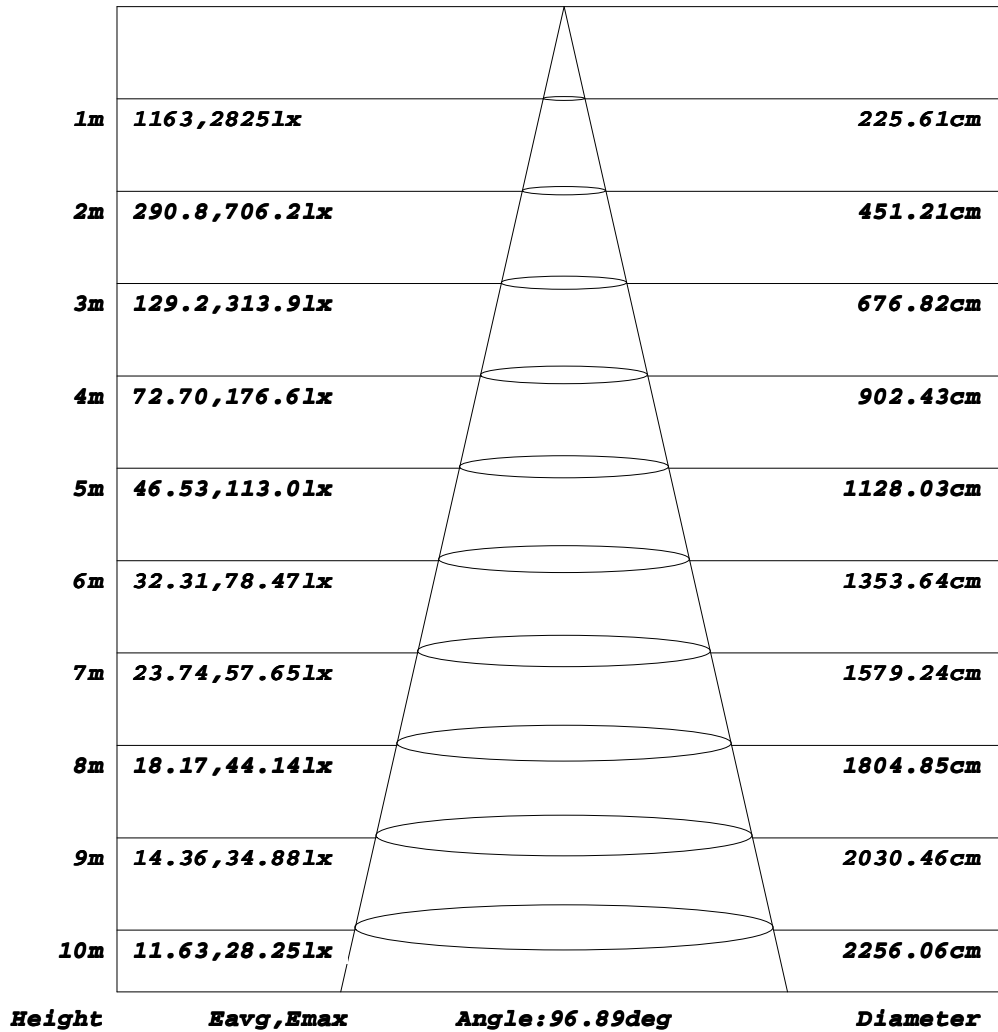 1m 1163,2825lx 225.61cm
2m 290.8,706.2lx 451.21cm
3m 129.2,313.9lx 676.82cm
4m 72.70,176.6lx 902.43cm
5m 46.53,113.0lx 1128.03cm
6m 32.31,78.47lx 1353.64cm
7m 23.74,57.65lx 1579.24cm
8m 18.17,44.14lx 1804.85cm
9m 14.36,34.88lx 2030.46cm
10m 11.63,28.25lx 2256.06cm
Height Eavg,Emax Angle:96.89deg Diameter